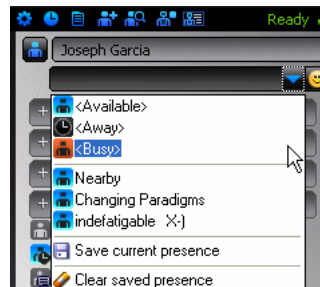 Ready
Joseph Garcia
<Available>
<Away>
<Busy>
Nearby
Changing Paradigms
indefatigable X-)
Save current presence
Clear saved presence